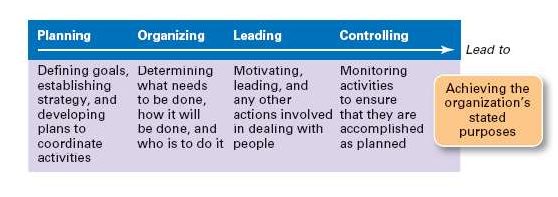 Planning
Organizing
Leading
Controlling
Lead to
Defining goals,
establishing
strategy, and
developing
plans to
coordinate
activities
Determining
what needs
to be done,
how it will
be done, and
who is to do it
Motivating,
leading, and
any other
actions involved
in dealing with
people
Monitoring
activities
to ensure
that they are
accomplished
as planned
Achieving the
organization's
stated
purposes